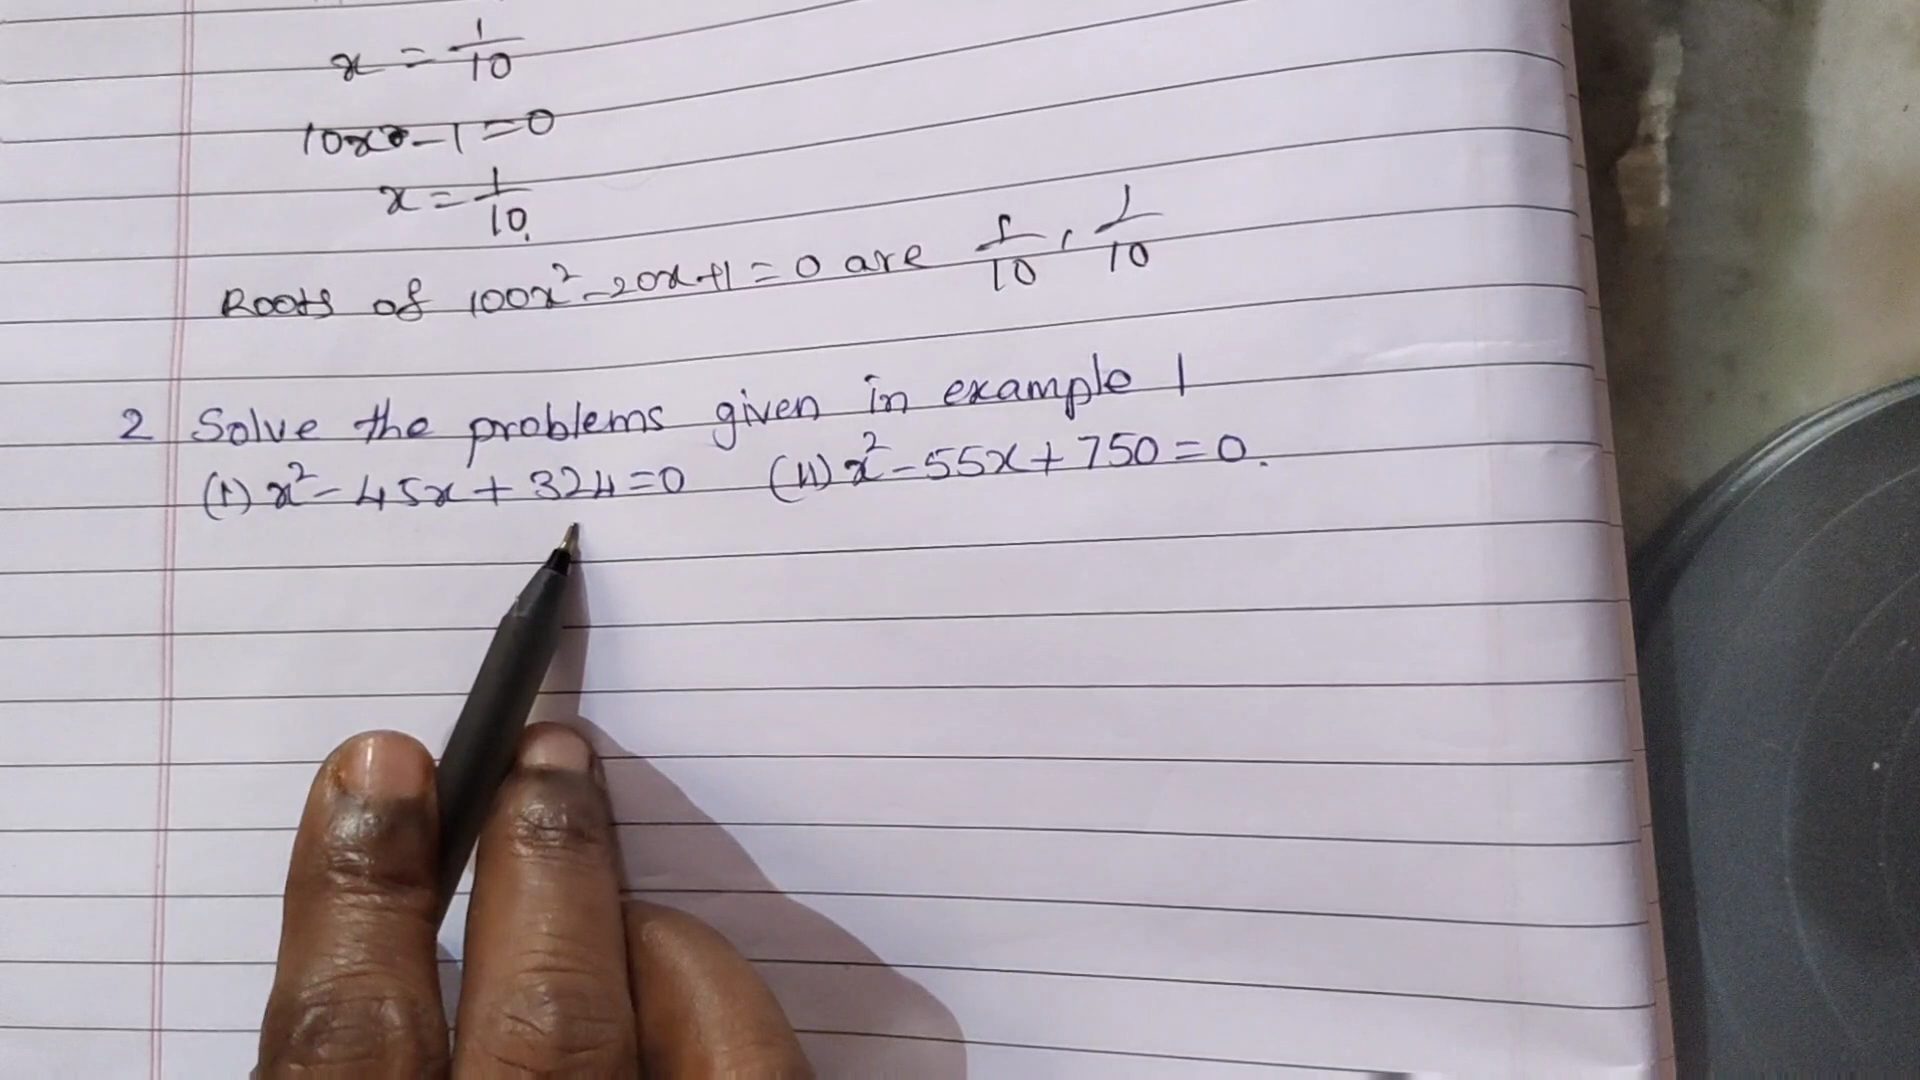 x = 1/10
10x - 1 = 0
x = 1/10.
Roots of 100x² - 20x + 1 = 0 are 1/10, 1/10
2 Solve the problems given in example 1
(i) x² - 45x + 324 = 0 (ii) x² - 55x + 750 = 0.